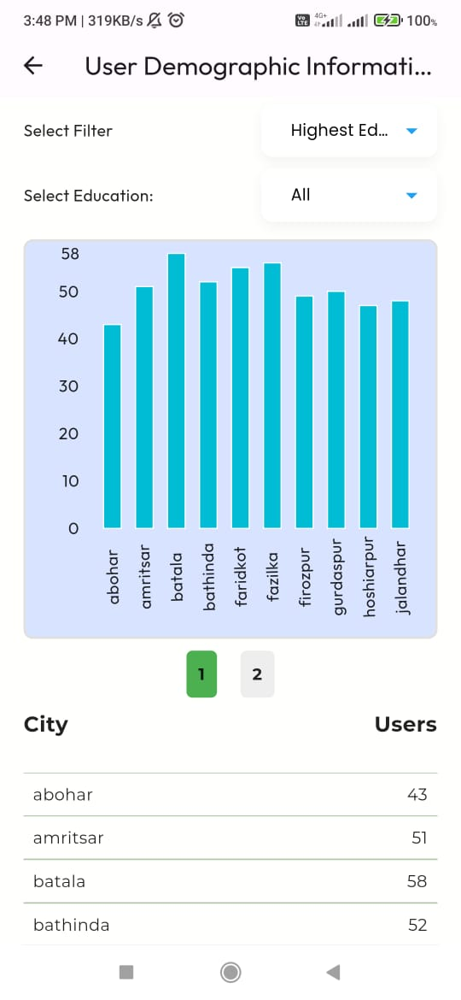 3:48 PM | 319KB/s
Vo LTE 4G+ 100%
User Demographic Informati...
Select Filter
Highest Ed...
Select Education:
All
58
50
40
30
20
10
0
abohar
amritsar
batala
bathinda
faridkot
fazilka
firozpur
gurdaspur
hoshiarpur
jalandhar
1 2
City Users
abohar 43
amritsar 51
batala 58
bathinda 52